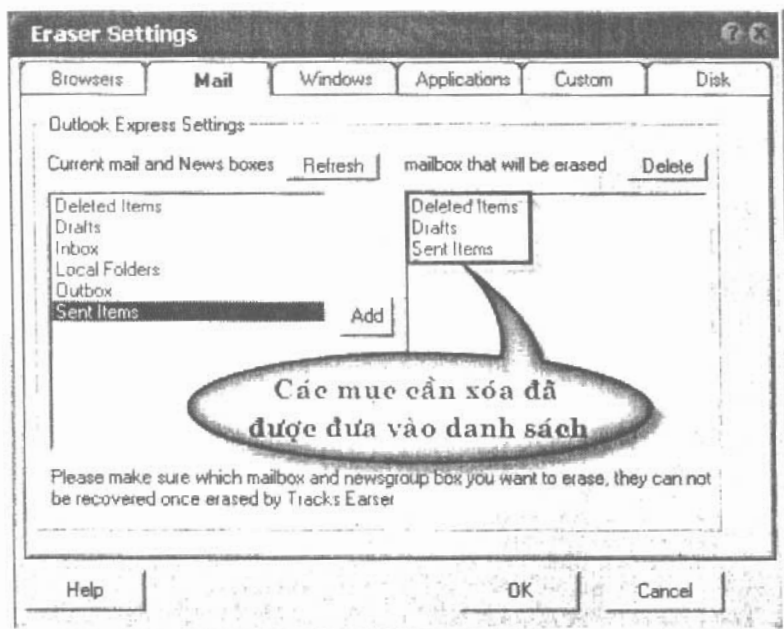 Eraser Settings
Browsers Mail Windows Applications Custom Disk
Outlook Express Settings
Current mail and News boxes Refresh mailbox that will be erased Delete
Deleted Items
Drafts
Inbox
Local Folders
Outbox
Sent Items
Add
Deleted Items
Drafts
Sent Items
Các mục cần xóa đã
được đưa vào danh sách
Please make sure which mailbox and newsgroup box you want to erase, they can not
be recovered once erased by Tracks Earser
Help OK Cancel